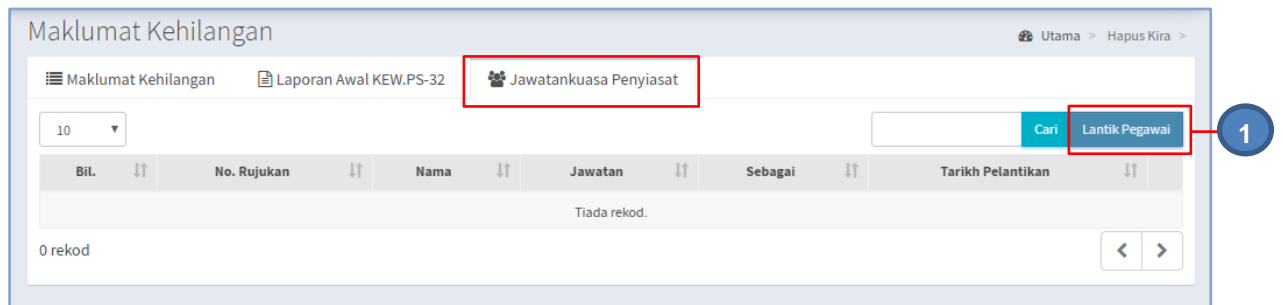 Maklumat Kehilangan
Utama > Hapus Kira >
Maklumat Kehilangan Laporan Awal KEW.PS-32 Jawatankuasa Penyiasat
10 Cari Lantik Pegawai 1
Bil. No. Rujukan Nama Jawatan Sebagai Tarikh Pelantikan
Tiada rekod.
0 rekod